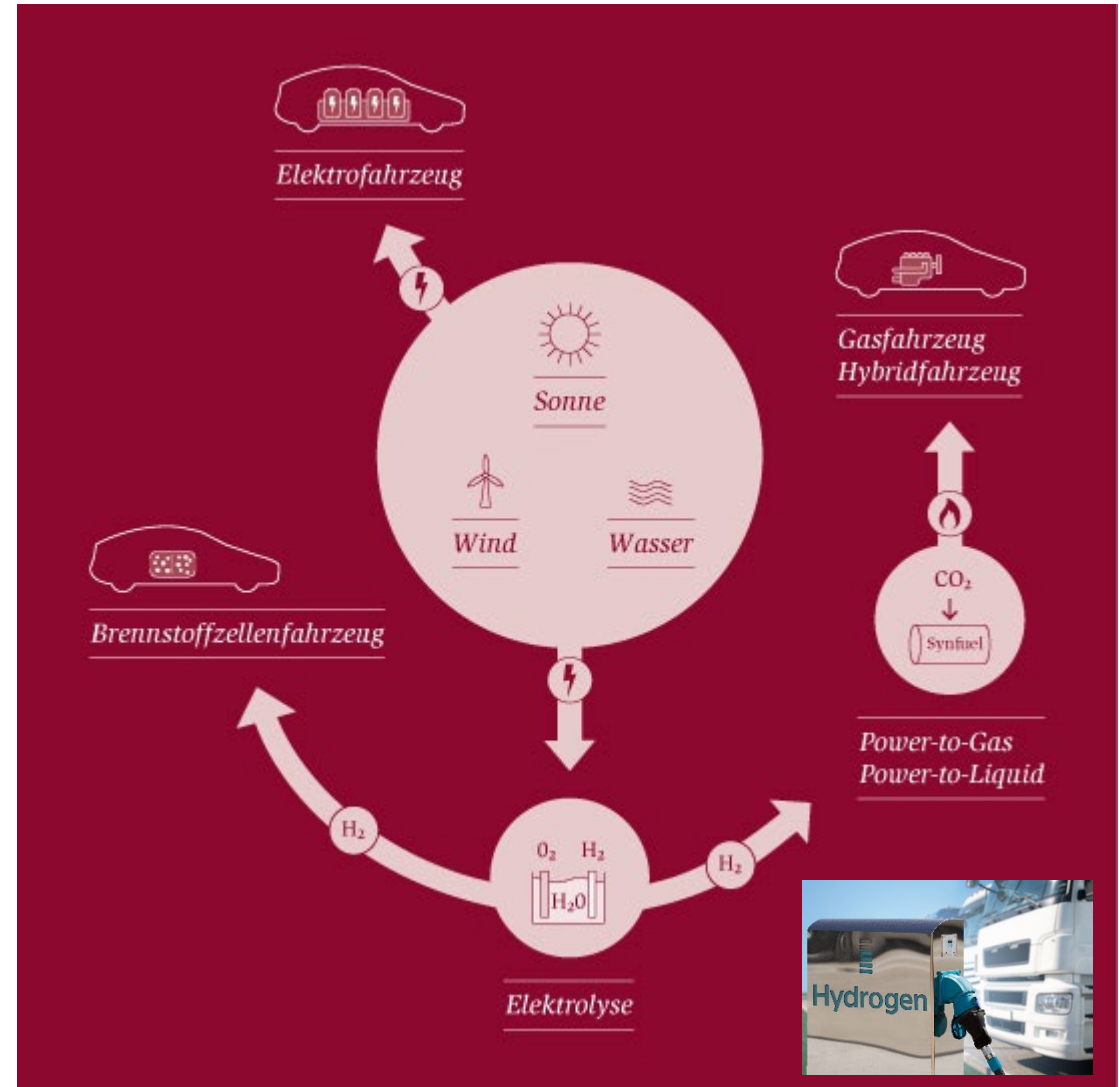 Elektrofahrzeug
Gasfahrzeug
Hybridfahrzeug
Sonne
Wind
Wasser
Brennstoffzellenfahrzeug
CO₂
Synfuel
Power-to-Gas
Power-to-Liquid
H₂
H₂
O₂ H₂
H₂O
Elektrolyse
Hydrogen